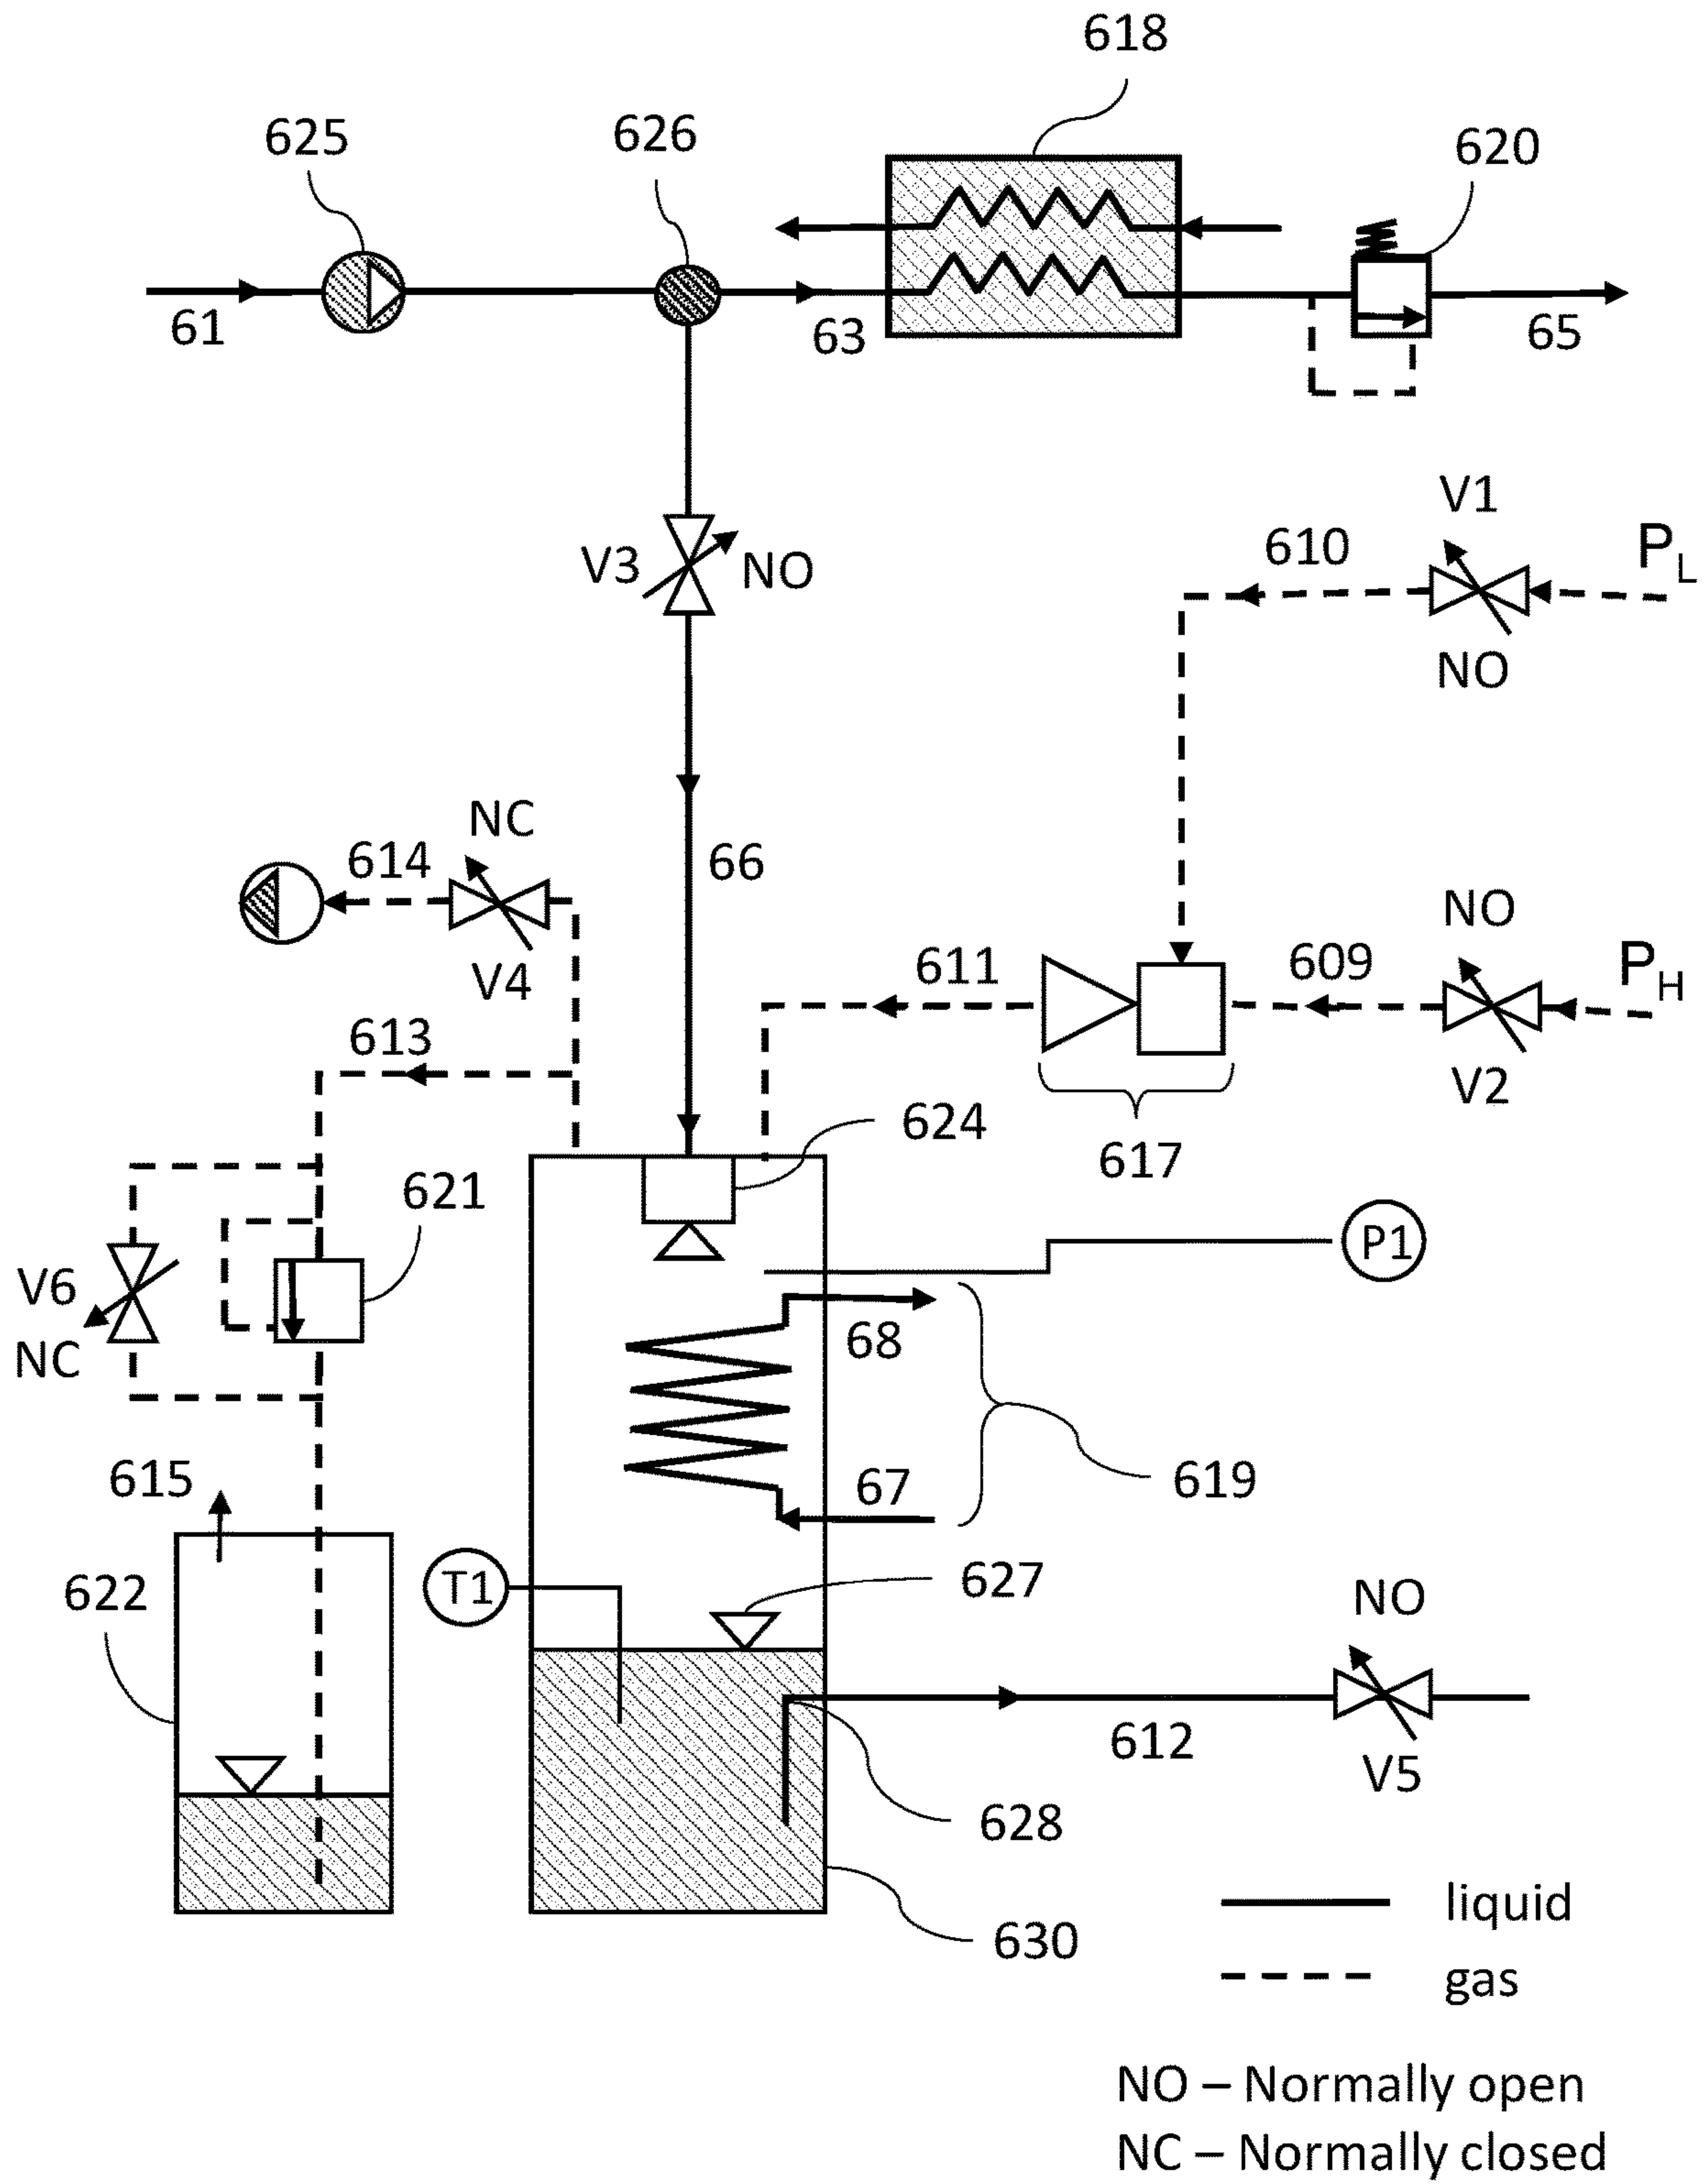 618
625
626
620
61
63
65
V1
610
P_L
V3
NO
NO
NC
614
66
NO
V4
611
609
P_H
613
V2
624
617
621
P1
V6
68
NC
615
67
619
627
T1
622
NO
612
V5
628
630
liquid
gas
NO – Normally open
NC – Normally closed